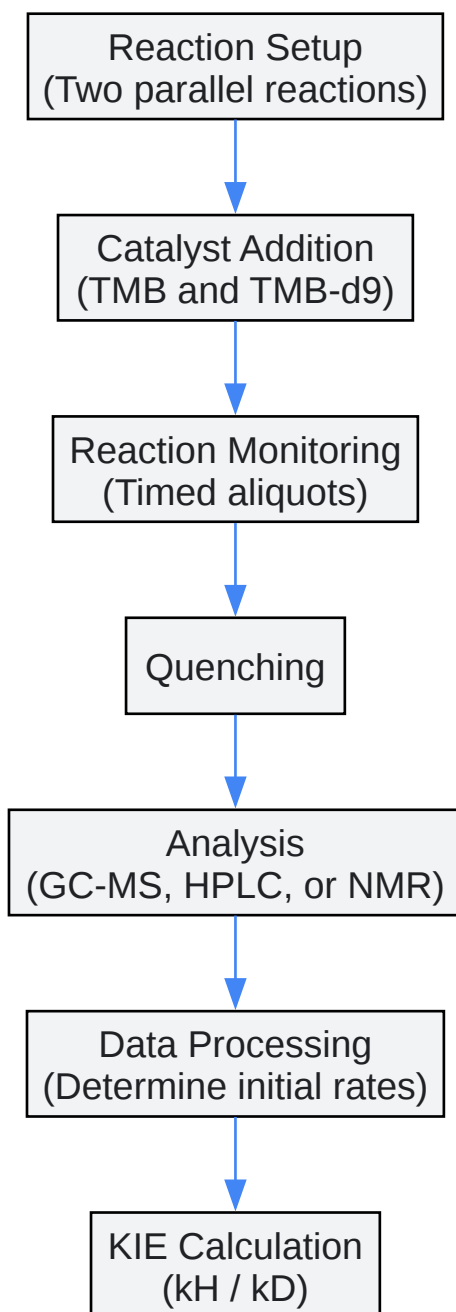 Reaction Setup
(Two parallel reactions)
Catalyst Addition
(TMB and TMB-d9)
Reaction Monitoring
(Timed aliquots)
Quenching
Analysis
(GC-MS, HPLC, or NMR)
Data Processing
(Determine initial rates)
KIE Calculation
(kH / kD)